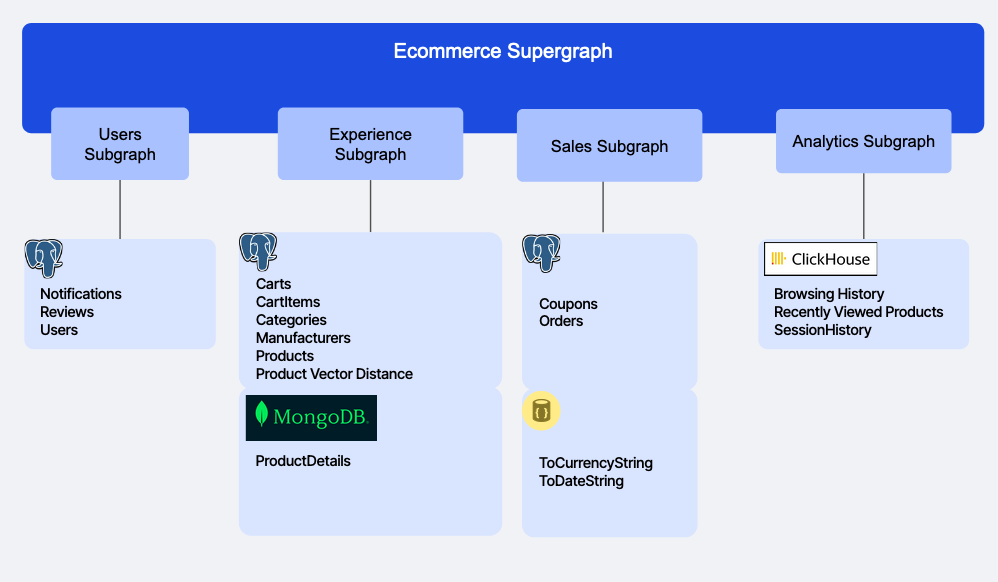 Ecommerce Supergraph
Users
Subgraph
Experience
Subgraph
Sales Subgraph
Analytics Subgraph
Notifications
Reviews
Users
Carts
CartItems
Categories
Manufacturers
Products
Product Vector Distance
MongoDB
ProductDetails
Coupons
Orders
{ }
ToCurrencyString
ToDateString
ClickHouse
Browsing History
Recently Viewed Products
SessionHistory